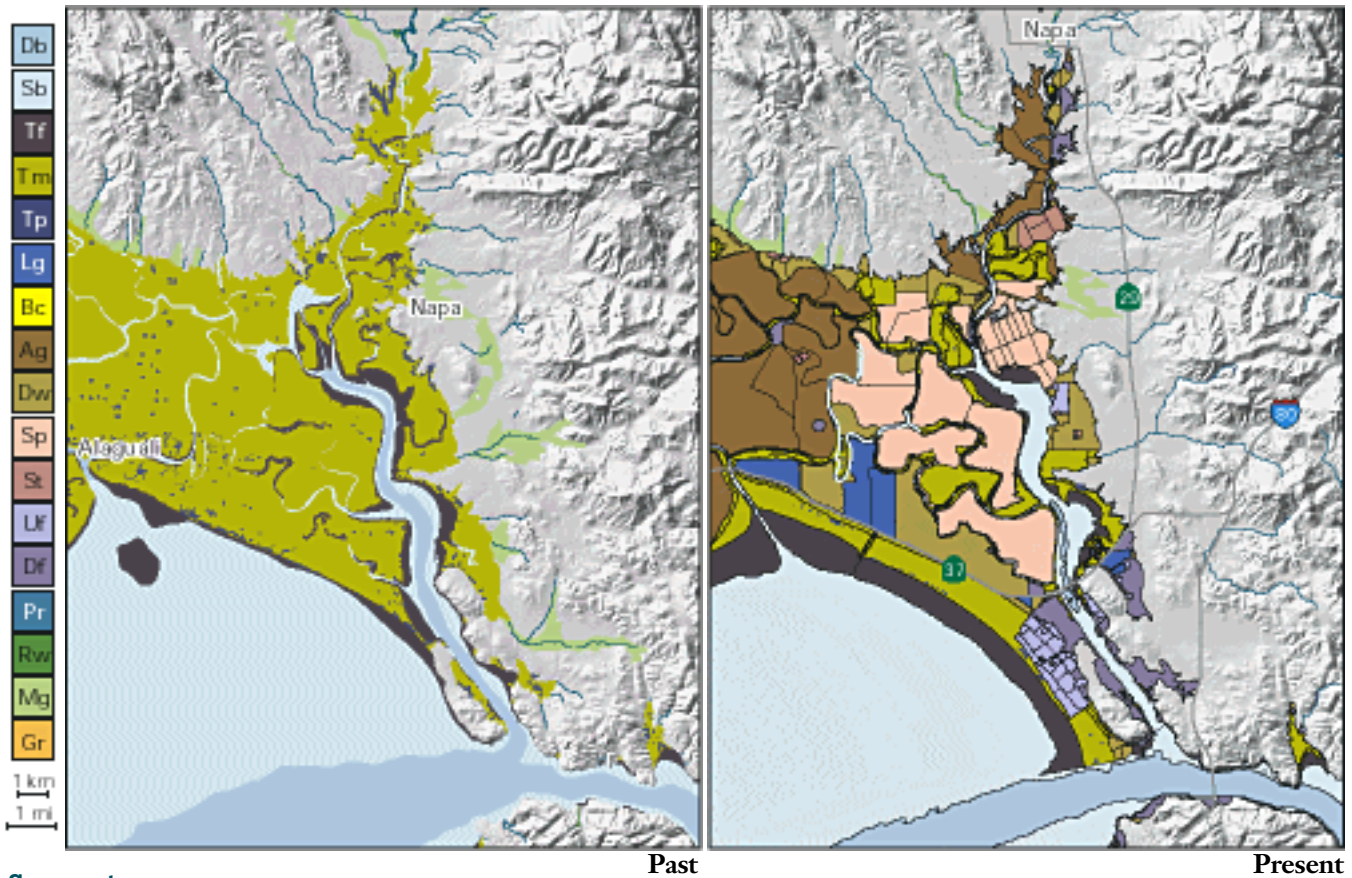 Db
Sb
Tf
Tm
Tp
Lg
Bc
Ag
Dw
Sp
St
Uf
Df
Pr
Rw
Mg
Gr
1 km
1 mi
Napa
Alaguali
Past
Napa
29
80
37
Present